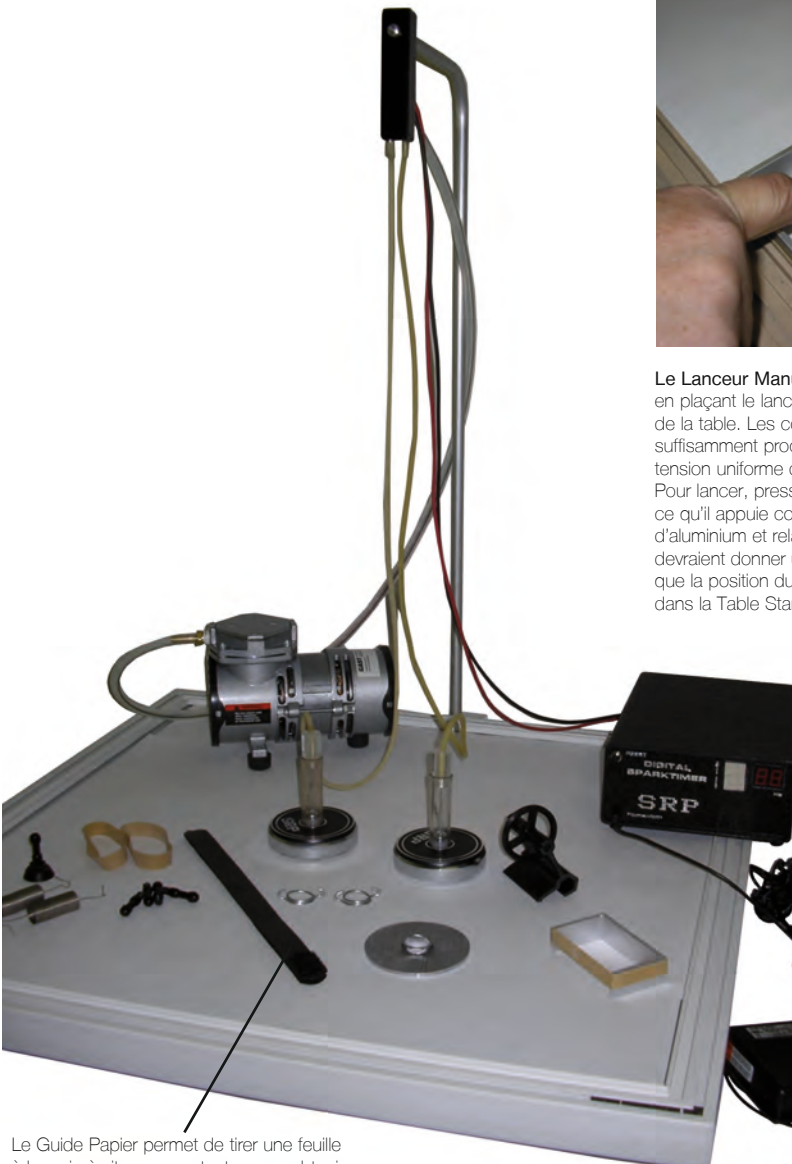 Le Lanceur Manu
en plaçant le lanc
de la table. Les co
suffisamment proc
tension uniforme d
Pour lancer, press
ce qu'il appuie co
d'aluminium et rela
devraient donner u
que la position du
dans la Table Sta
DIGITAL
SPARKTIMER
SRP
Le Guide Papier permet de tirer une feuille